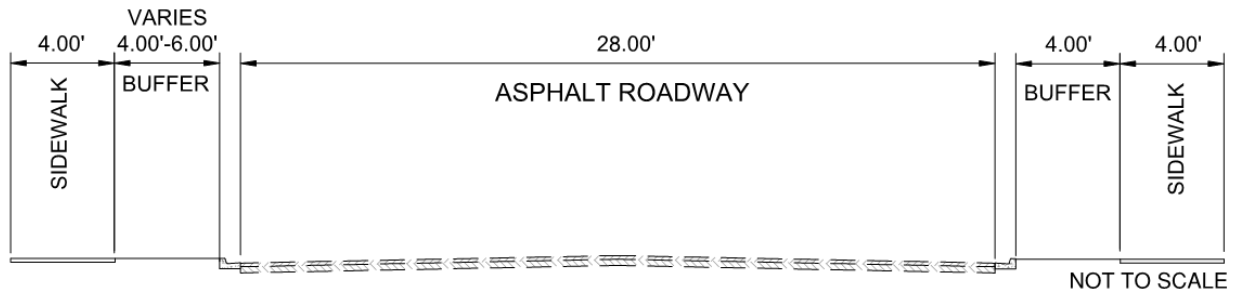 VARIES
4.00' 4.00'-6.00' 28.00' 4.00' 4.00'
SIDEWALK BUFFER ASPHALT ROADWAY BUFFER SIDEWALK
NOT TO SCALE